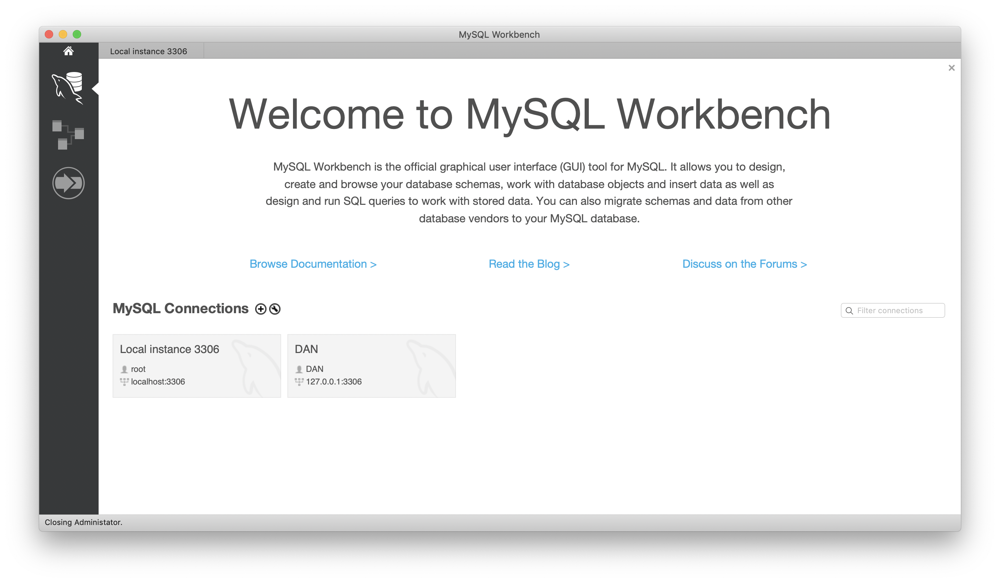 MySQL Workbench
Local instance 3306
Welcome to MySQL Workbench
MySQL Workbench is the official graphical user interface (GUI) tool for MySQL. It allows you to design,
create and browse your database schemas, work with database objects and insert data as well as
design and run SQL queries to work with stored data. You can also migrate schemas and data from other
database vendors to your MySQL database.
Browse Documentation >
Read the Blog >
Discuss on the Forums >
MySQL Connections
Filter connections
Local instance 3306
root
localhost:3306
DAN
DAN
127.0.0.1:3306
Closing Administator.